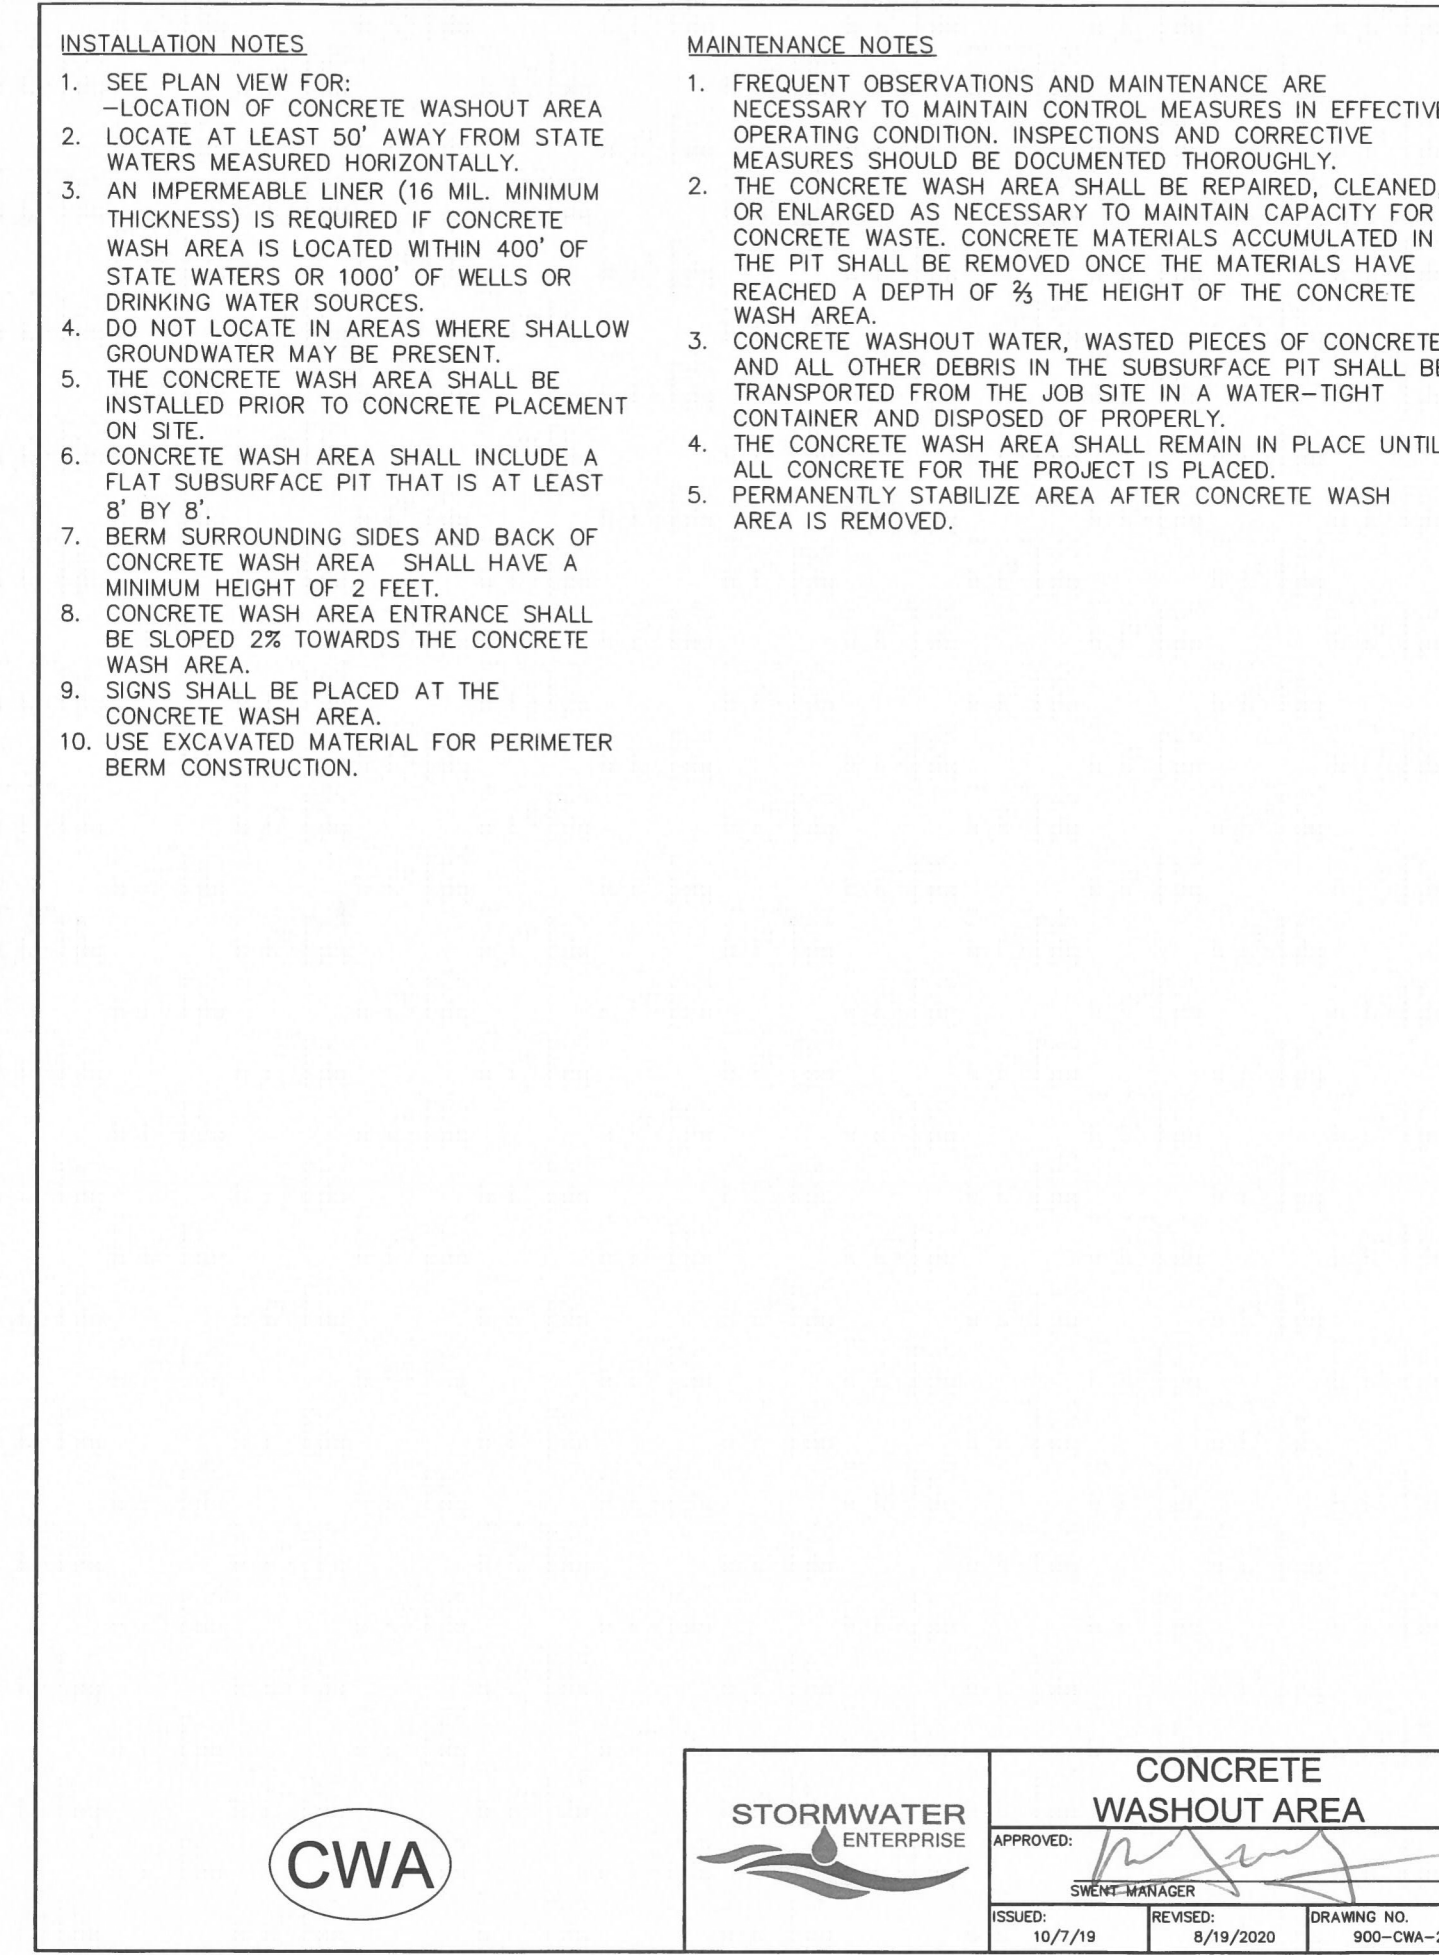 INSTALLATION NOTES
1. SEE PLAN VIEW FOR:
-LOCATION OF CONCRETE WASHOUT AREA
2. LOCATE AT LEAST 50' AWAY FROM STATE
WATERS MEASURED HORIZONTALLY.
3. AN IMPERMEABLE LINER (16 MIL. MINIMUM
THICKNESS) IS REQUIRED IF CONCRETE
WASH AREA IS LOCATED WITHIN 400' OF
STATE WATERS OR 1000' OF WELLS OR
DRINKING WATER SOURCES.
4. DO NOT LOCATE IN AREAS WHERE SHALLOW
GROUNDWATER MAY BE PRESENT.
5. THE CONCRETE WASH AREA SHALL BE
INSTALLED PRIOR TO CONCRETE PLACEMENT
ON SITE.
6. CONCRETE WASH AREA SHALL INCLUDE A
FLAT SUBSURFACE PIT THAT IS AT LEAST
8' BY 8'.
7. BERM SURROUNDING SIDES AND BACK OF
CONCRETE WASH AREA SHALL HAVE A
MINIMUM HEIGHT OF 2 FEET.
8. CONCRETE WASH AREA ENTRANCE SHALL
BE SLOPED 2% TOWARDS THE CONCRETE
WASH AREA.
9. SIGNS SHALL BE PLACED AT THE
CONCRETE WASH AREA.
10. USE EXCAVATED MATERIAL FOR PERIMETER
BERM CONSTRUCTION.
MAINTENANCE NOTES
1. FREQUENT OBSERVATIONS AND MAINTENANCE ARE
NECESSARY TO MAINTAIN CONTROL MEASURES IN EFFECTIVE
OPERATING CONDITION. INSPECTIONS AND CORRECTIVE
MEASURES SHOULD BE DOCUMENTED THOROUGHLY.
2. THE CONCRETE WASH AREA SHALL BE REPAIRED, CLEANED,
OR ENLARGED AS NECESSARY TO MAINTAIN CAPACITY FOR
CONCRETE WASTE. CONCRETE MATERIALS ACCUMULATED IN
THE PIT SHALL BE REMOVED ONCE THE MATERIALS HAVE
REACHED A DEPTH OF ⅔ THE HEIGHT OF THE CONCRETE
WASH AREA.
3. CONCRETE WASHOUT WATER, WASTED PIECES OF CONCRETE
AND ALL OTHER DEBRIS IN THE SUBSURFACE PIT SHALL BE
TRANSPORTED FROM THE JOB SITE IN A WATER-TIGHT
CONTAINER AND DISPOSED OF PROPERLY.
4. THE CONCRETE WASH AREA SHALL REMAIN IN PLACE UNTIL
ALL CONCRETE FOR THE PROJECT IS PLACED.
5. PERMANENTLY STABILIZE AREA AFTER CONCRETE WASH
AREA IS REMOVED.
CWA
STORMWATER
ENTERPRISE
CONCRETE
WASHOUT AREA
APPROVED:
SWENT MANAGER
ISSUED:
10/7/19
REVISED:
8/19/2020
DRAWING NO.
900-CWA-2